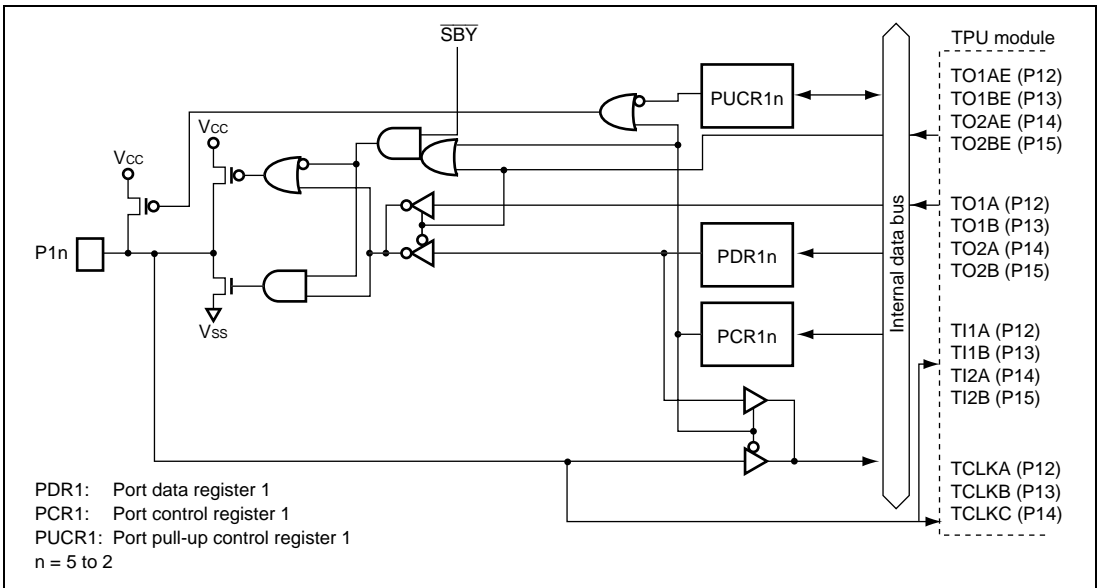 SBY
TPU module
TO1AE (P12)
TO1BE (P13)
TO2AE (P14)
TO2BE (P15)
PUCR1n
VCC
VCC
TO1A (P12)
TO1B (P13)
TO2A (P14)
TO2B (P15)
P1n
PDR1n
Internal data bus
VSS
PCR1n
TI1A (P12)
TI1B (P13)
TI2A (P14)
TI2B (P15)
TCLKA (P12)
TCLKB (P13)
TCLKC (P14)
PDR1: Port data register 1
PCR1: Port control register 1
PUCR1: Port pull-up control register 1
n = 5 to 2